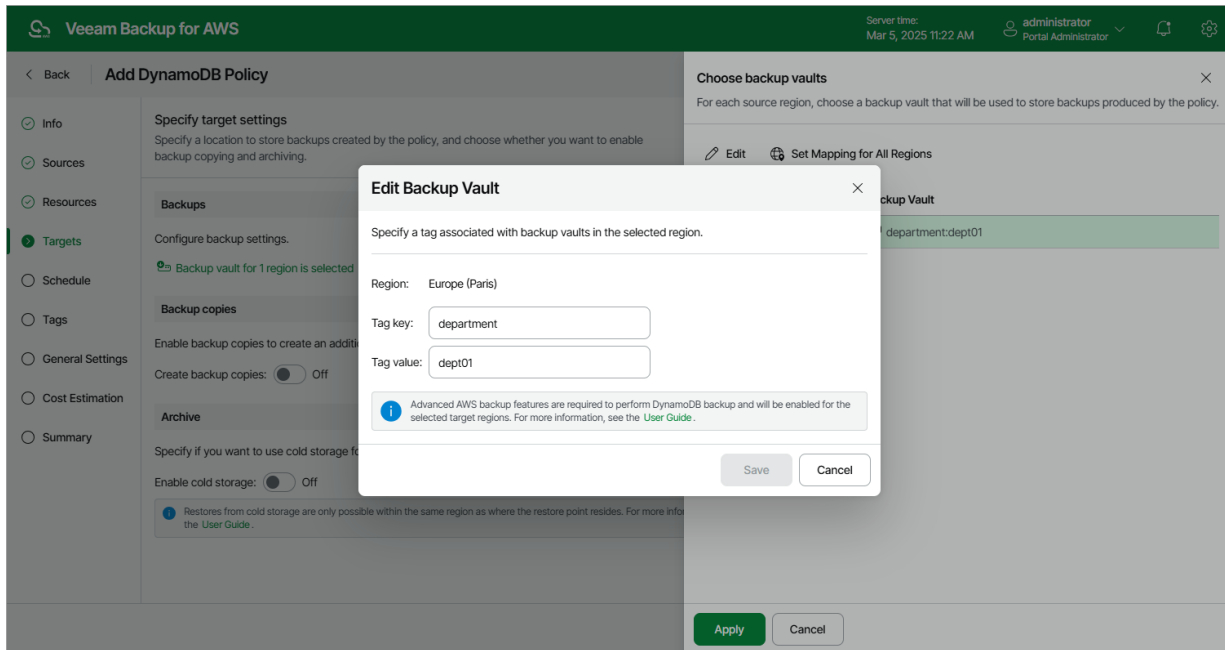 Veeam Backup for AWS
Server time:
Mar 5, 2025 11:22 AM
administrator
Portal Administrator
Back
Add DynamoDB Policy
Info
Sources
Resources
Targets
Schedule
Tags
General Settings
Cost Estimation
Summary
Specify target settings
Specify a location to store backups created by the policy, and choose whether you want to enable
backup copying and archiving.
Backups
Configure backup settings.
Backup vault for 1 region is selected
Backup copies
Enable backup copies to create an additi
Create backup copies: Off
Archive
Specify if you want to use cold storage fo
Enable cold storage: Off
Restores from cold storage are only possible within the same region as where the restore point resides. For more infor
the User Guide.
Choose backup vaults
For each source region, choose a backup vault that will be used to store backups produced by the policy.
Edit
Set Mapping for All Regions
ckup Vault
department:dept01
Apply
Cancel
Edit Backup Vault
Specify a tag associated with backup vaults in the selected region.
Region: Europe (Paris)
Tag key: department
Tag value: dept01
Advanced AWS backup features are required to perform DynamoDB backup and will be enabled for the
selected target regions. For more information, see the User Guide.
Save
Cancel